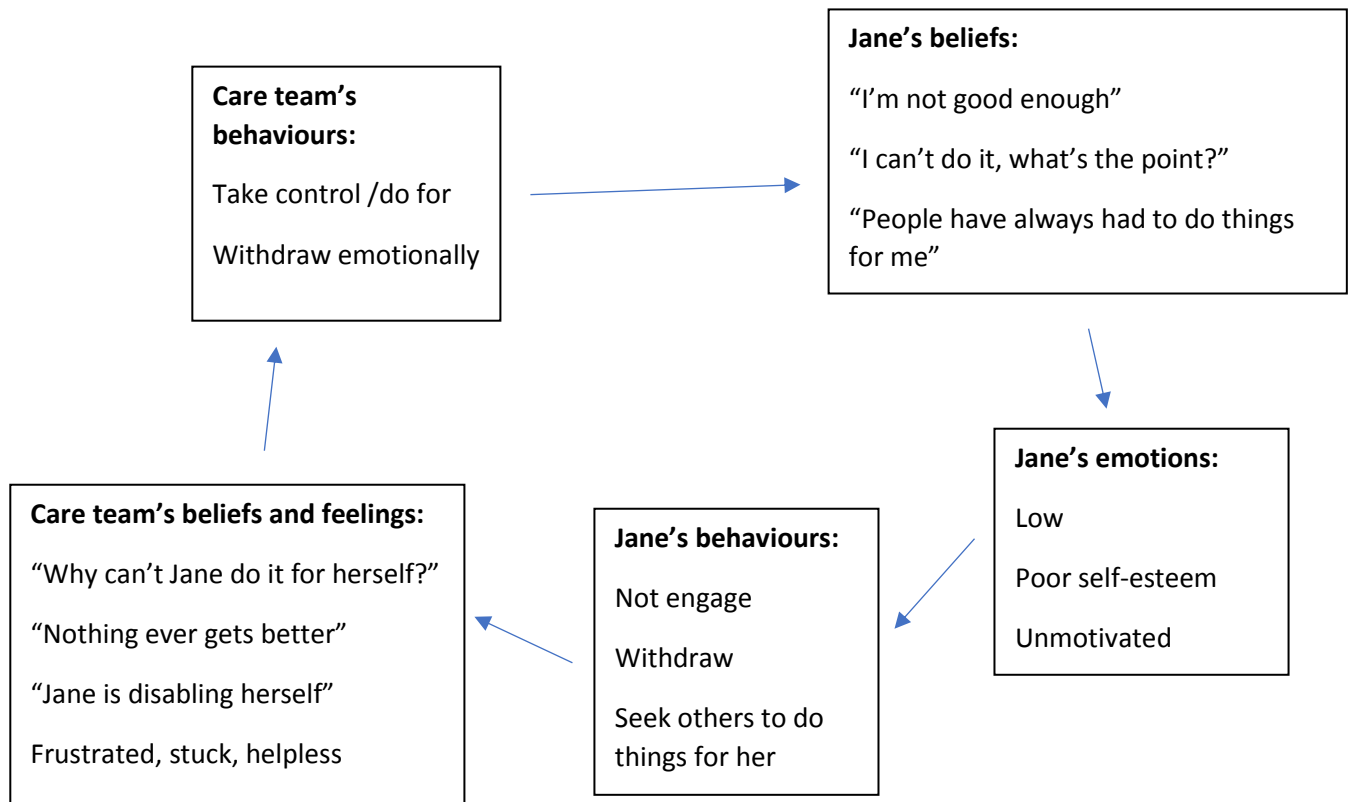 Jane’s beliefs:
“I’m not good enough”
“I can’t do it, what’s the point?”
“People have always had to do things
for me”
Care team’s
behaviours:
Take control /do for
Withdraw emotionally
Jane’s emotions:
Low
Poor self-esteem
Unmotivated
Jane’s behaviours:
Not engage
Withdraw
Seek others to do
things for her
Care team’s beliefs and feelings:
“Why can’t Jane do it for herself?”
“Nothing ever gets better”
“Jane is disabling herself”
Frustrated, stuck, helpless